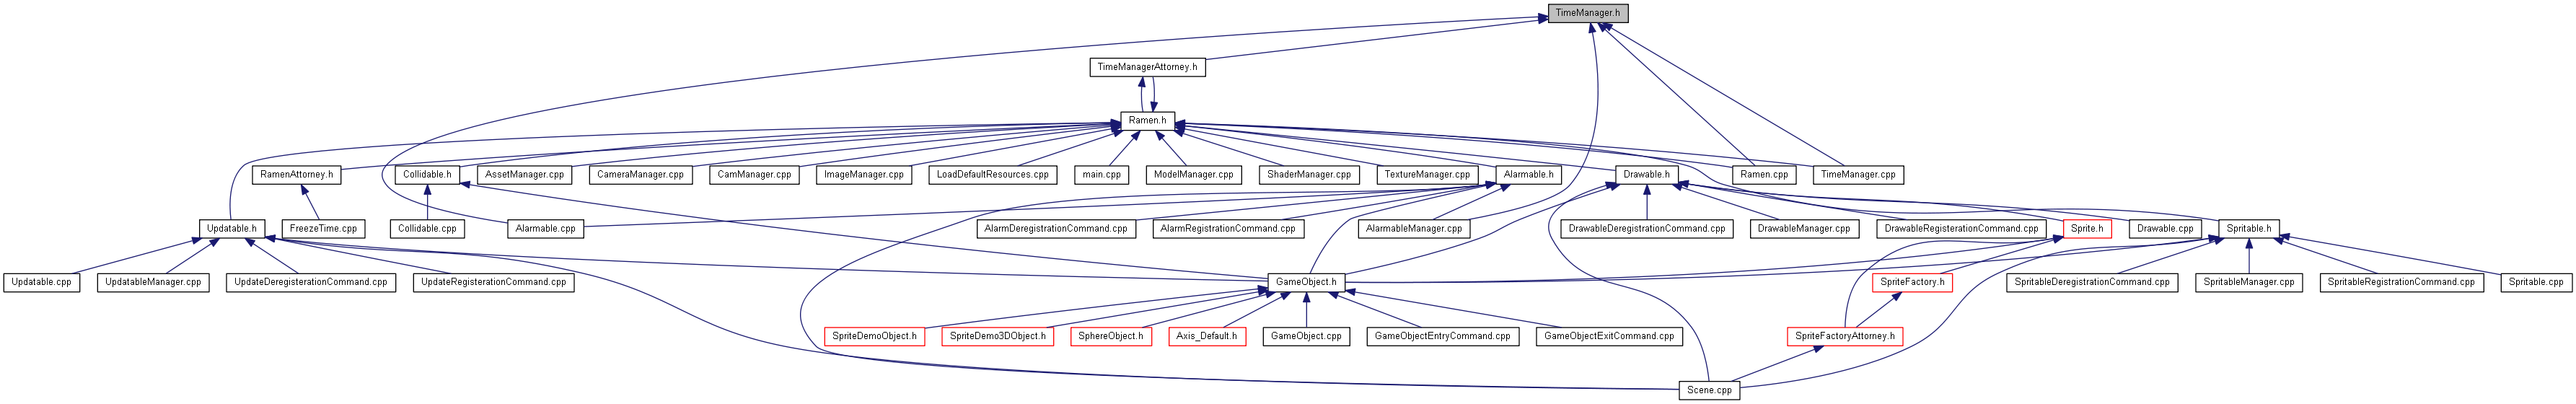 TimeManager.h
TimeManagerAttorney.h
Ramen.h
RamenAttorney.h
Collidable.h
AssetManager.cpp
CameraManager.cpp
CamManager.cpp
ImageManager.cpp
LoadDefaultResources.cpp
main.cpp
ModelManager.cpp
ShaderManager.cpp
TextureManager.cpp
Alarmable.h
Drawable.h
Ramen.cpp
TimeManager.cpp
Updatable.h
FreezeTime.cpp
Collidable.cpp
Alarmable.cpp
AlarmDeregistrationCommand.cpp
AlarmRegistrationCommand.cpp
AlarmableManager.cpp
DrawableDeregistrationCommand.cpp
DrawableManager.cpp
DrawableRegisterationCommand.cpp
Sprite.h
Drawable.cpp
Spritable.h
Updatable.cpp
UpdatableManager.cpp
UpdateDeregisterationCommand.cpp
UpdateRegisterationCommand.cpp
GameObject.h
SpriteFactory.h
SpritableDeregistrationCommand.cpp
SpritableManager.cpp
SpritableRegistrationCommand.cpp
Spritable.cpp
SpriteDemoObject.h
SpriteDemo3DObject.h
SphereObject.h
Axis_Default.h
GameObject.cpp
GameObjectEntryCommand.cpp
GameObjectExitCommand.cpp
SpriteFactoryAttorney.h
Scene.cpp